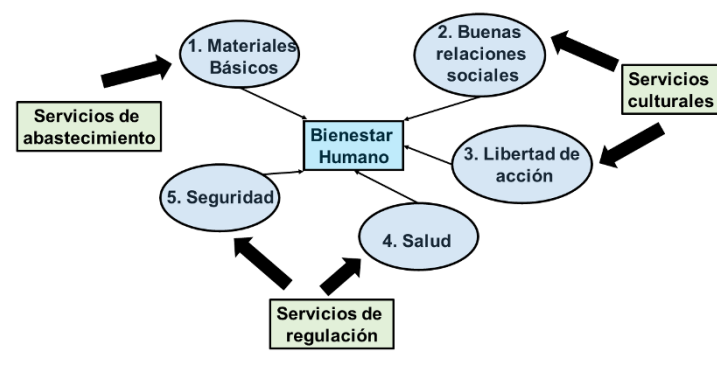 1. Materiales
Básicos
2. Buenas
relaciones
sociales
Servicios
culturales
Servicios de
abastecimiento
Bienestar
Humano
3. Libertad de
acción
5. Seguridad
4. Salud
Servicios de
regulación